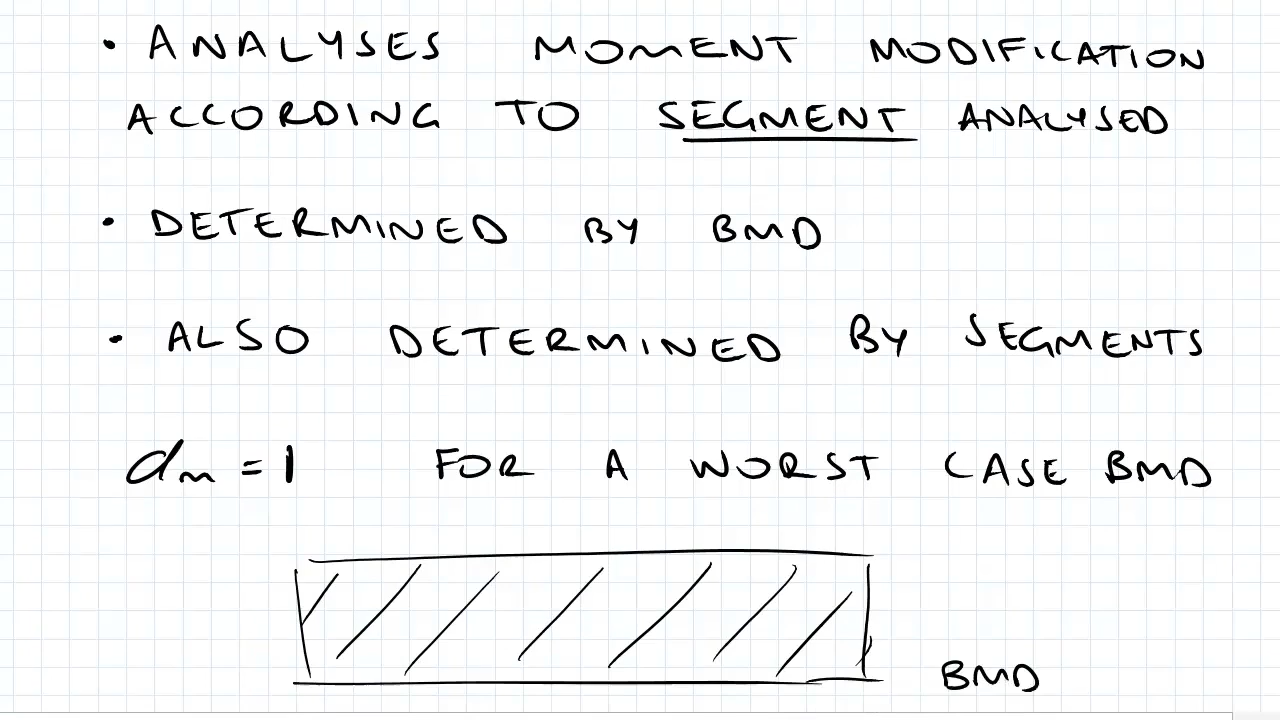 • ANALYSES MOMENT MODIFICATION
ACCORDING TO SEGMENT ANALYSED
• DETERMINED BY BMD
• ALSO DETERMINED BY SEGMENTS
αm = 1 FOR A WORST CASE BMD
BMD